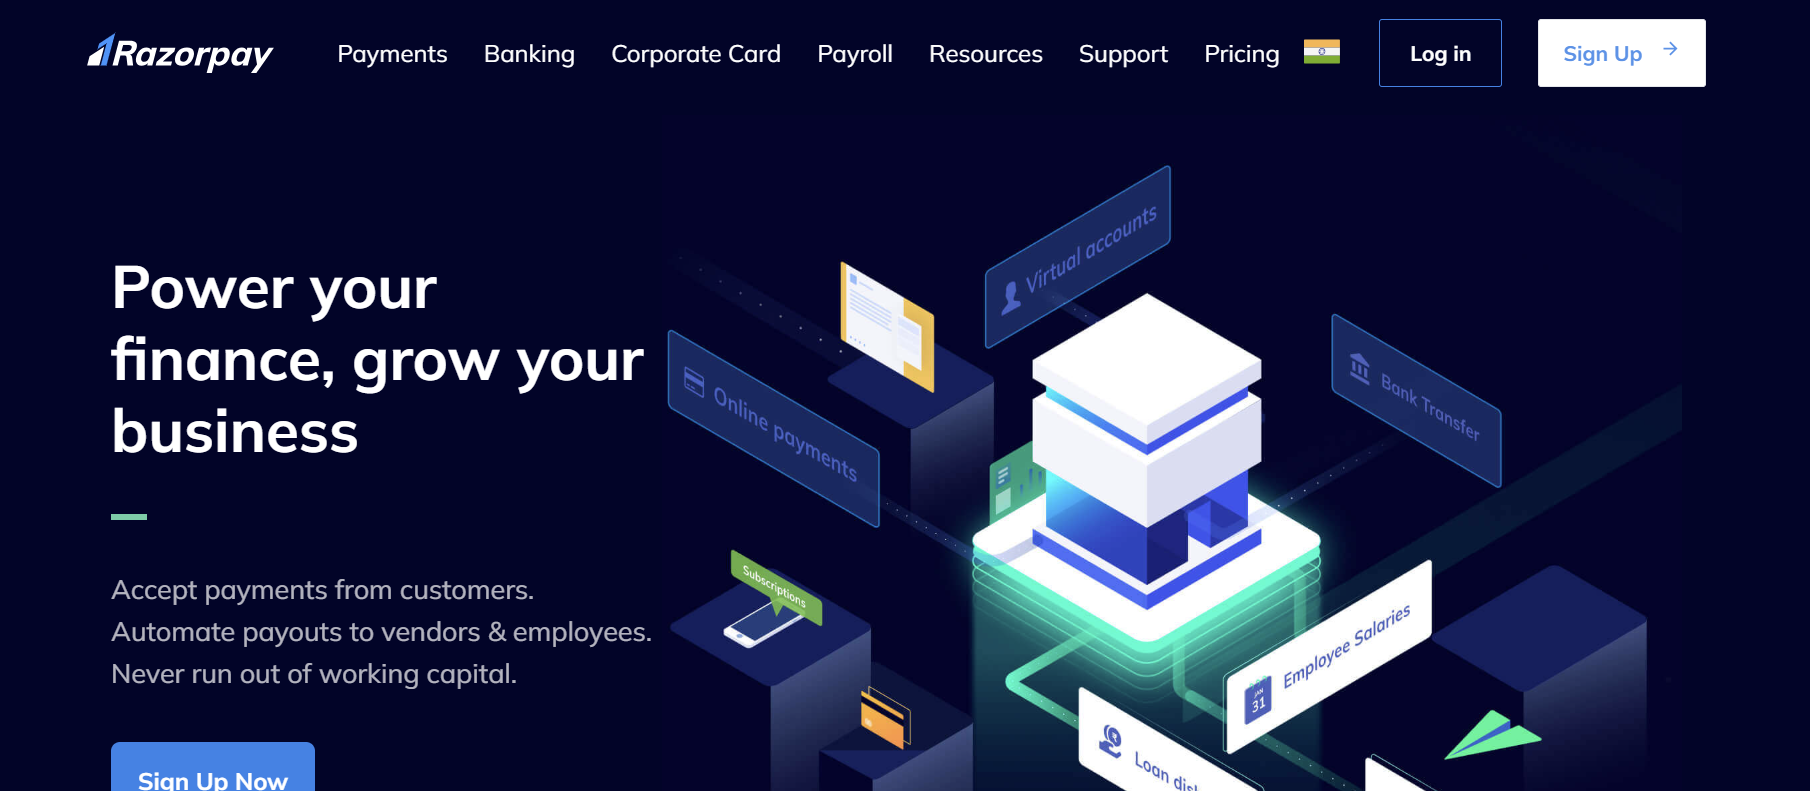 Razorpay
Payments
Banking
Corporate Card
Payroll
Resources
Support
Pricing
Log in
Sign Up
Power your
finance, grow your
business
Accept payments from customers.
Automate payouts to vendors & employees.
Never run out of working capital.
Sign Up Now
Virtual accounts
Online payments
Bank Transfer
Subscriptions
Employee Salaries
JAN
31
Loan